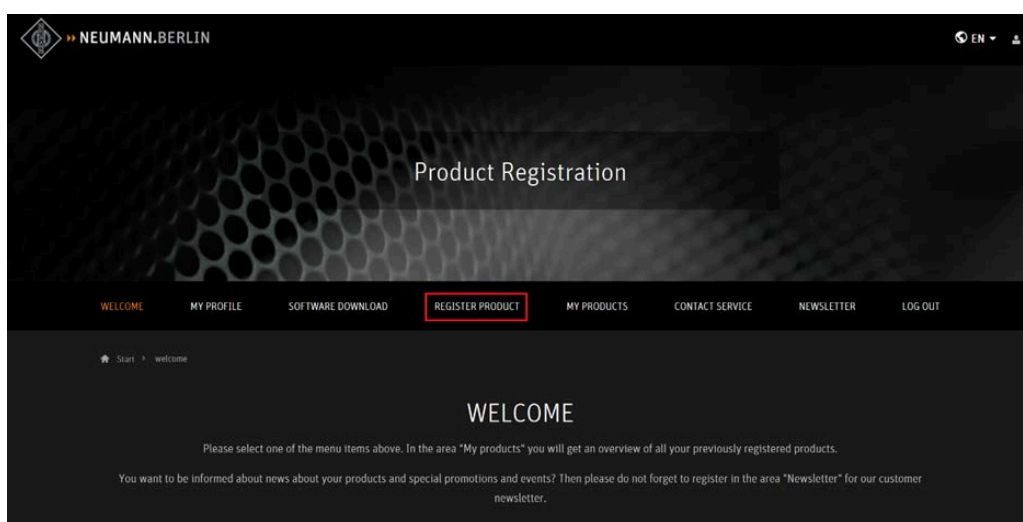 NEUMANN.BERLIN
EN
Product Registration
WELCOME MY PROFILE SOFTWARE DOWNLOAD REGISTER PRODUCT MY PRODUCTS CONTACT SERVICE NEWSLETTER LOG OUT
Start › welcome
WELCOME
Please select one of the menu items above. In the area "My products" you will get an overview of all your previously registered products.
You want to be informed about news about your products and special promotions and events? Then please do not forget to register in the area "Newsletter" for our customer
newsletter.